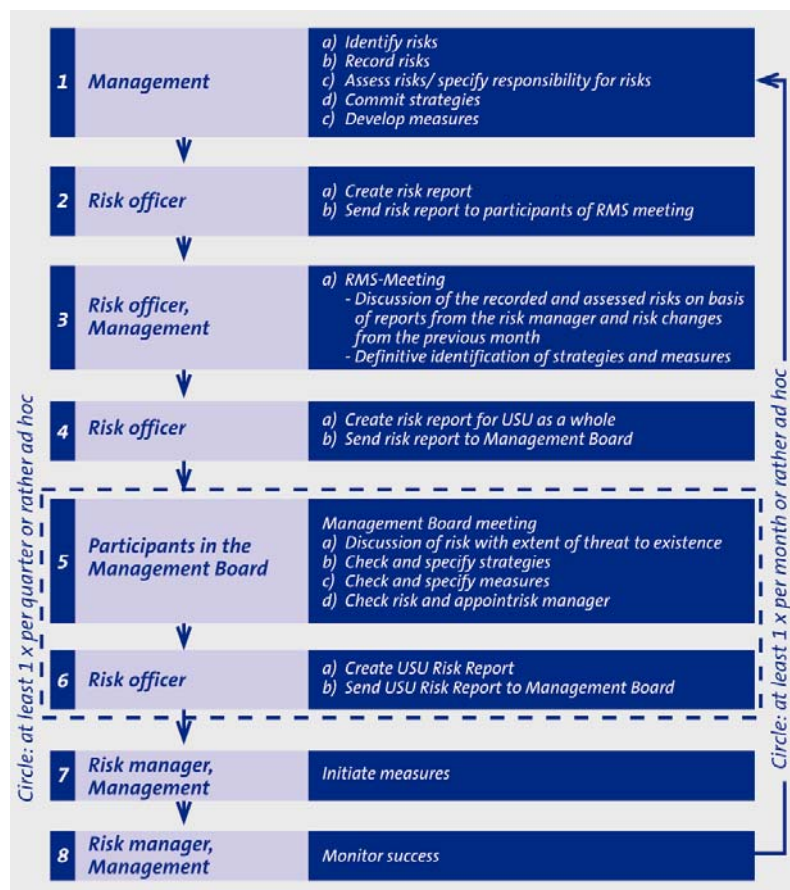 1
Management
a) Identify risks
b) Record risks
c) Assess risks/ specify responsibility for risks
d) Commit strategies
c) Develop measures
2
Risk officer
a) Create risk report
b) Send risk report to participants of RMS meeting
3
Risk officer,
Management
a) RMS-Meeting
- Discussion of the recorded and assessed risks on basis
of reports from the risk manager and risk changes
from the previous month
- Definitive identification of strategies and measures
4
Risk officer
a) Create risk report for USU as a whole
b) Send risk report to Management Board
5
Participants in the
Management Board
Management Board meeting
a) Discussion of risk with extent of threat to existence
b) Check and specify strategies
c) Check and specify measures
d) Check risk and appointrisk manager
6
Risk officer
a) Create USU Risk Report
b) Send USU Risk Report to Management Board
7
Risk manager,
Management
Initiate measures
8
Risk manager,
Management
Monitor success
Circle: at least 1 x per quarter or rather ad hoc
Circle: at least 1 x per month or rather ad hoc